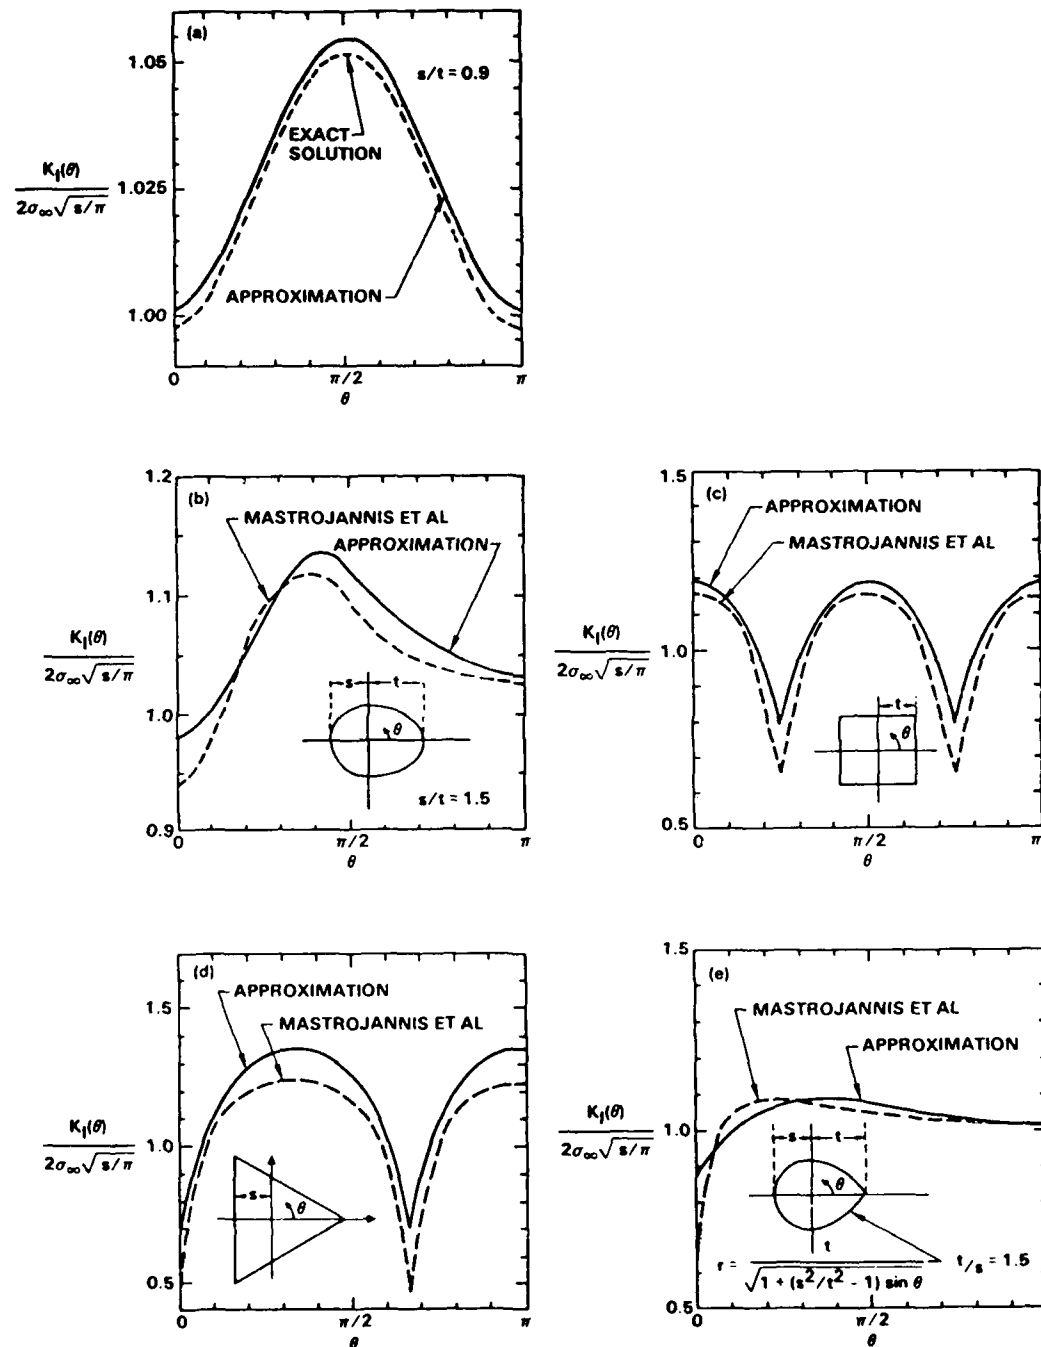 (a)
1.05
s/t = 0.9
EXACT
SOLUTION
K_I(θ)
2σ∞√s/π
1.025
APPROXIMATION
1.00
0
π/2
π
θ
1.2
(b)
MASTROJANNIS ET AL
APPROXIMATION
1.1
K_I(θ)
2σ∞√s/π
1.0
s
t
θ
s/t = 1.5
0.9
0
π/2
π
θ
1.5
(c)
APPROXIMATION
MASTROJANNIS ET AL
K_I(θ)
2σ∞√s/π
1.0
t
θ
0.5
0
π/2
π
θ
(d)
1.5
APPROXIMATION
MASTROJANNIS ET AL
K_I(θ)
2σ∞√s/π
1.0
s
θ
0.5
0
π/2
π
θ
1.5
(e)
MASTROJANNIS ET AL
APPROXIMATION
K_I(θ)
2σ∞√s/π
1.0
s
t
θ
t
r = √1 + (s²/t² - 1) sin θ
t/s = 1.5
0.5
0
π/2
π
θ